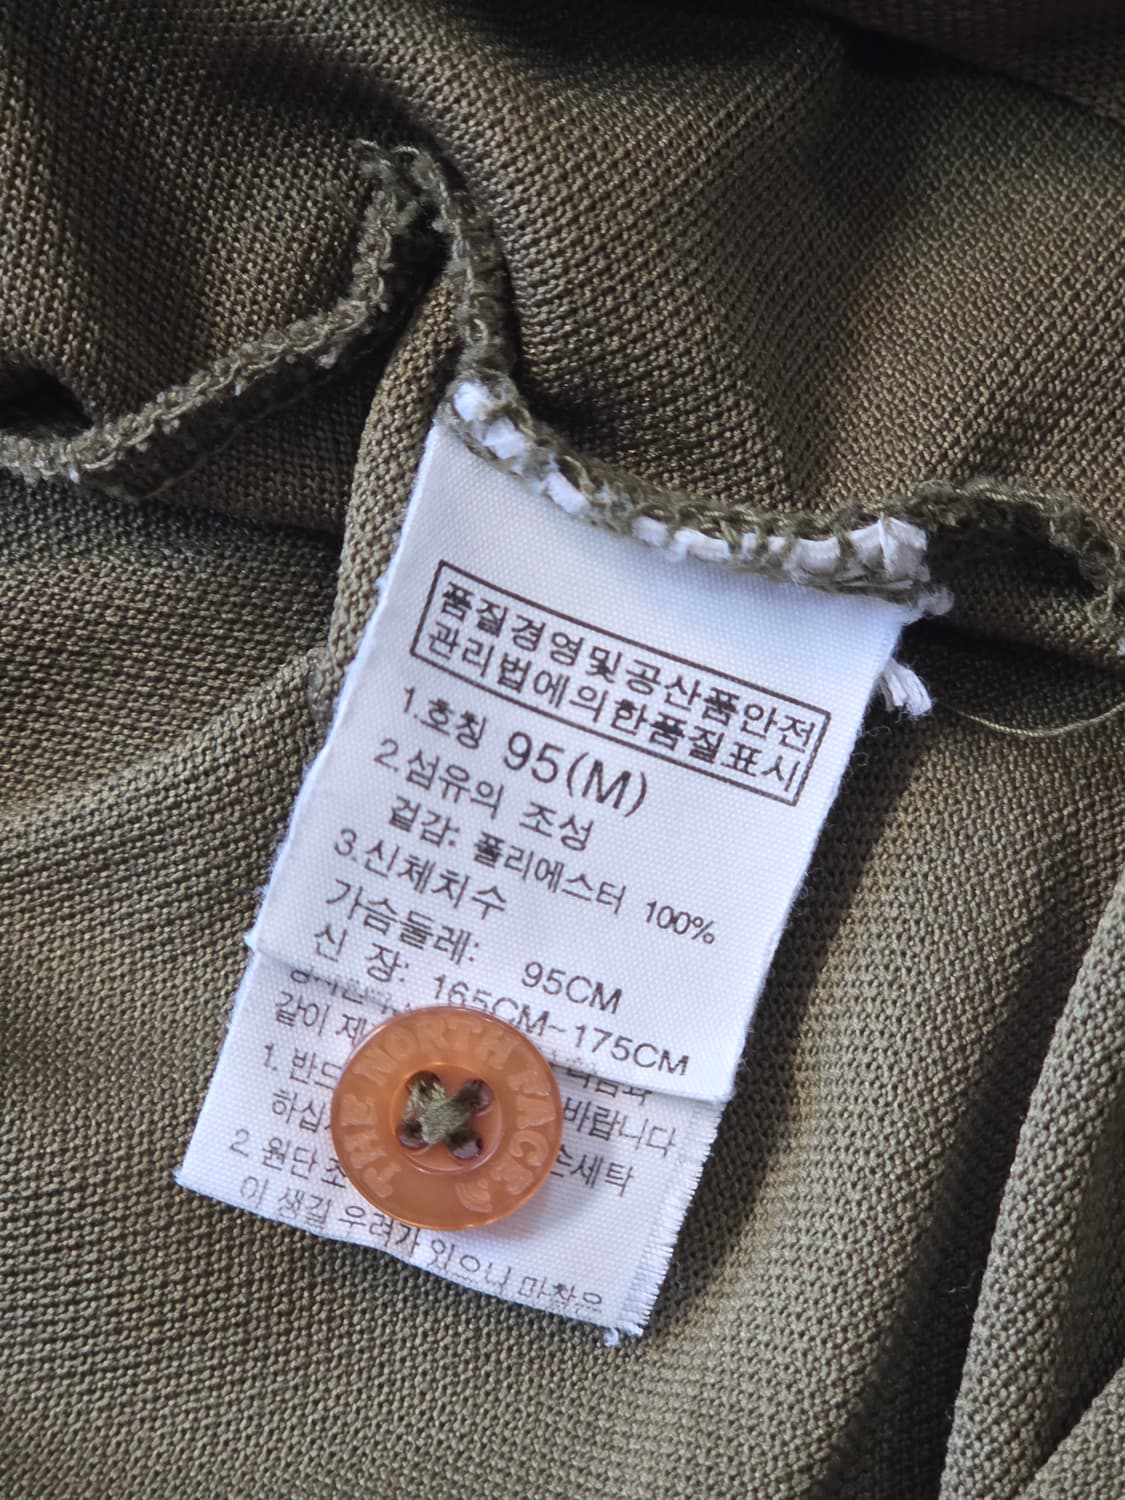 품질경영및공산품안전
관리법에의한품질표시
1.호칭 95(M)
2.섬유의 조성
겉감: 폴리에스터 100%
3.신체치수
가슴둘레: 95CM
신 장: 165CM~175CM
같이
1. 반드
바랍니다
하십
손세탁
2 원단
이 생길 우려가 있으니 마찰을
THE NORTH FACE